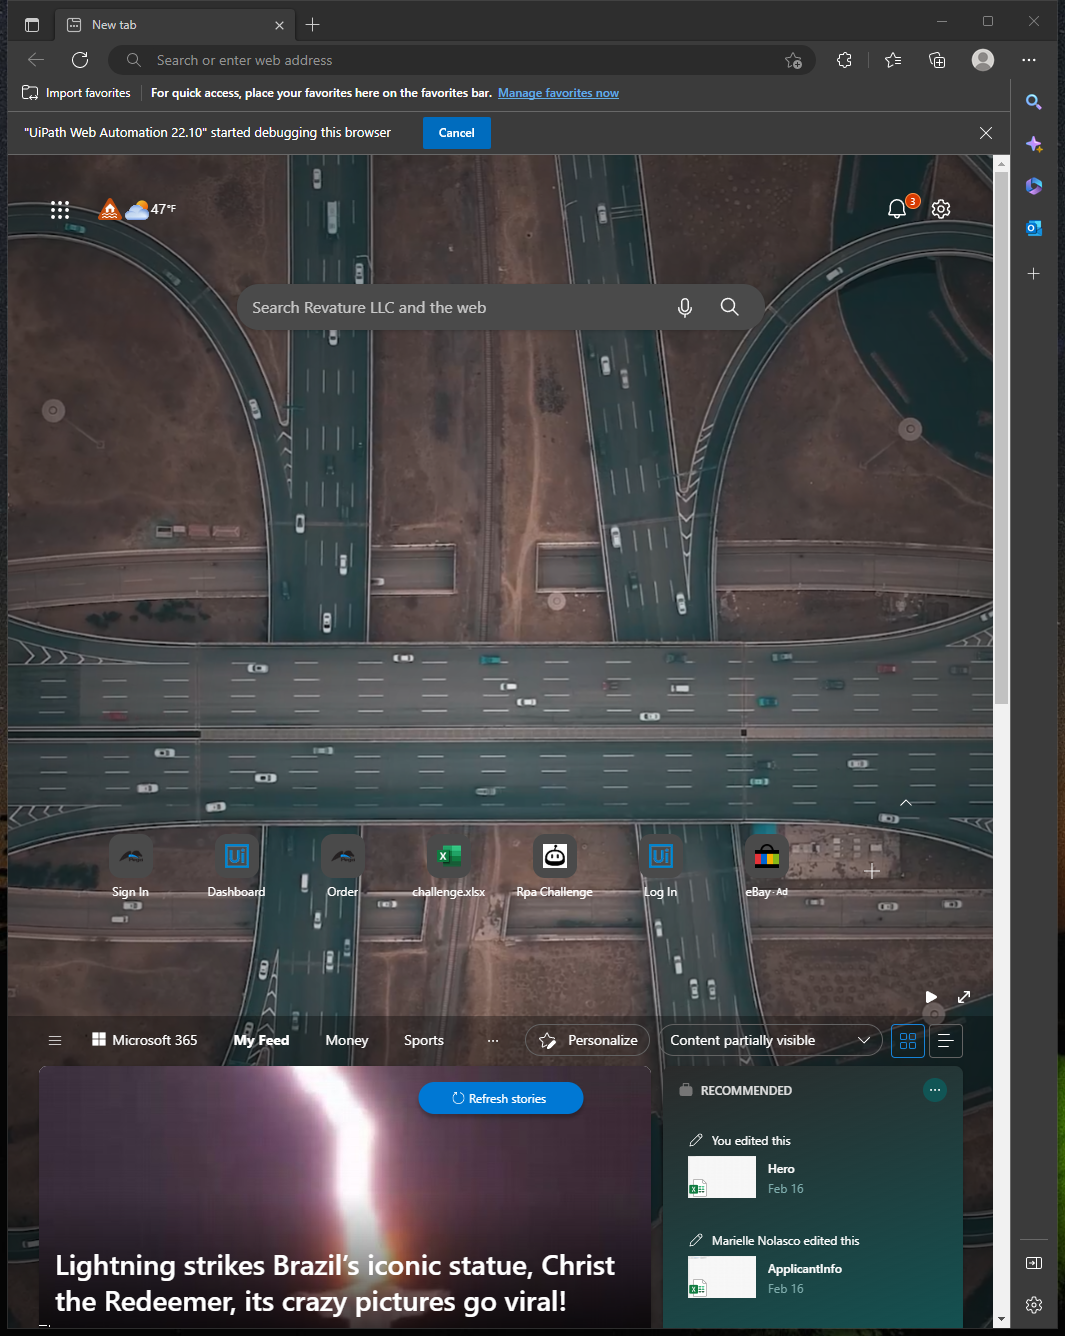 New tab
Search or enter web address
Import favorites
For quick access, place your favorites here on the favorites bar. Manage favorites now
"UiPath Web Automation 22.10" started debugging this browser
Cancel
47°F
3
Search Revature LLC and the web
Sign In
Dashboard
Order
challenge.xlsx
Rpa Challenge
Log In
eBay · Ad
Microsoft 365
My Feed
Money
Sports
...
Personalize
Content partially visible
Refresh stories
Lightning strikes Brazil’s iconic statue, Christ
the Redeemer, its crazy pictures go viral!
RECOMMENDED
You edited this
Hero
Feb 16
Marielle Nolasco edited this
ApplicantInfo
Feb 16